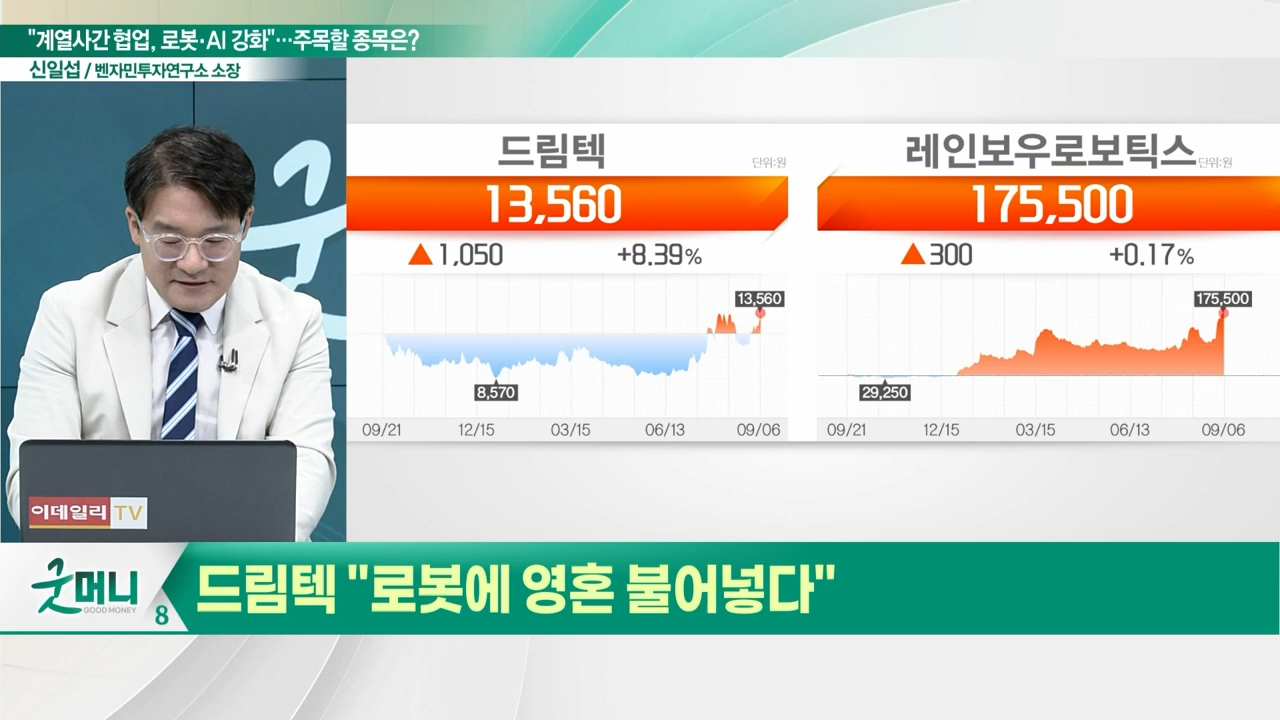 "계열사간 협업, 로봇·AI 강화"…주목할 종목은?
신일섭 / 벤자민투자연구소 소장
드림텍
단위:원
13,560
▲1,050 +8.39%
13,560
8,570
09/21 12/15 03/15 06/13 09/06
레인보우로보틱스
단위:원
175,500
▲300 +0.17%
175,500
29,250
09/21 12/15 03/15 06/13 09/06
이데일리TV
굿머니
GOOD MONEY
8
드림텍 "로봇에 영혼 불어넣다"